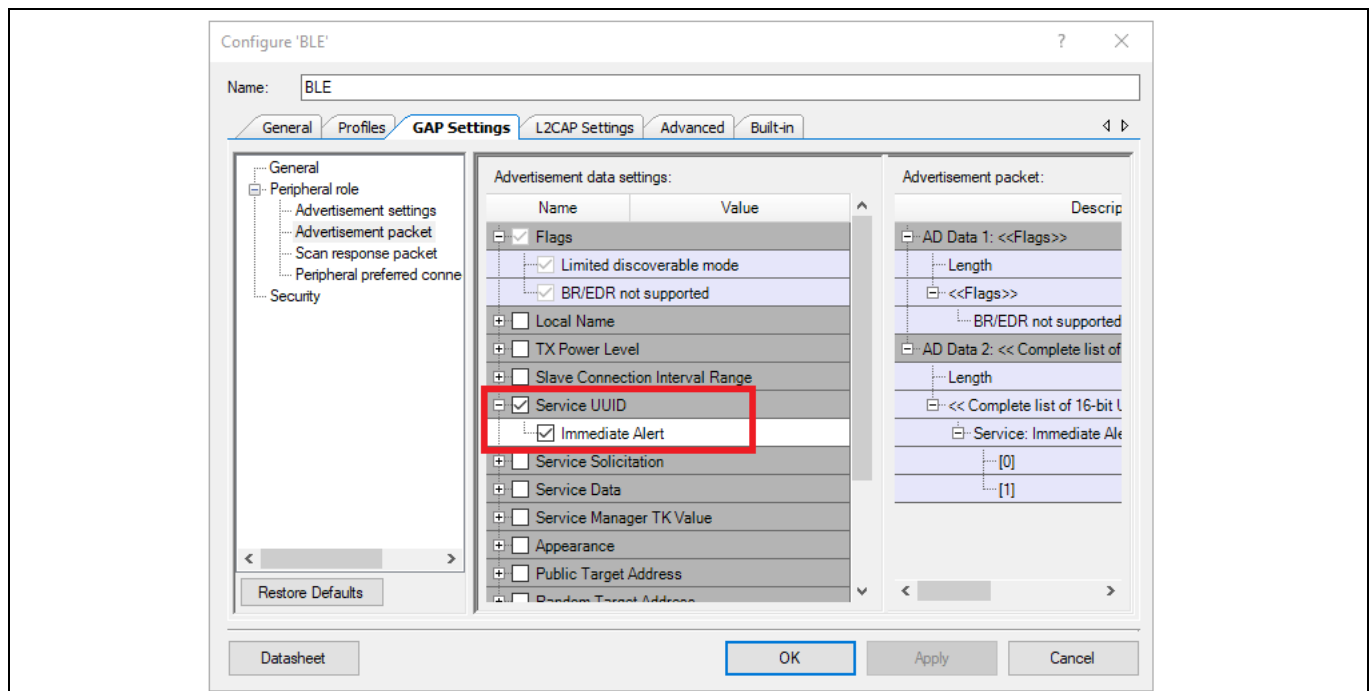 Configure 'BLE'
?
Name:
BLE
General
Profiles
GAP Settings
L2CAP Settings
Advanced
Built-in
General
Peripheral role
Advertisement settings
Advertisement packet
Scan response packet
Peripheral preferred conne
Security
Restore Defaults
Advertisement data settings:
Name Value
Flags
Limited discoverable mode
BR/EDR not supported
Local Name
TX Power Level
Slave Connection Interval Range
Service UUID
Immediate Alert
Service Solicitation
Service Data
Service Manager TK Value
Appearance
Public Target Address
Random Target Address
Advertisement packet:
Descrip
AD Data 1: <<Flags>>
Length
<<Flags>>
BR/EDR not supported
AD Data 2: << Complete list of
Length
<< Complete list of 16-bit
Service: Immediate Ale
[0]
[1]
Datasheet
OK
Apply
Cancel